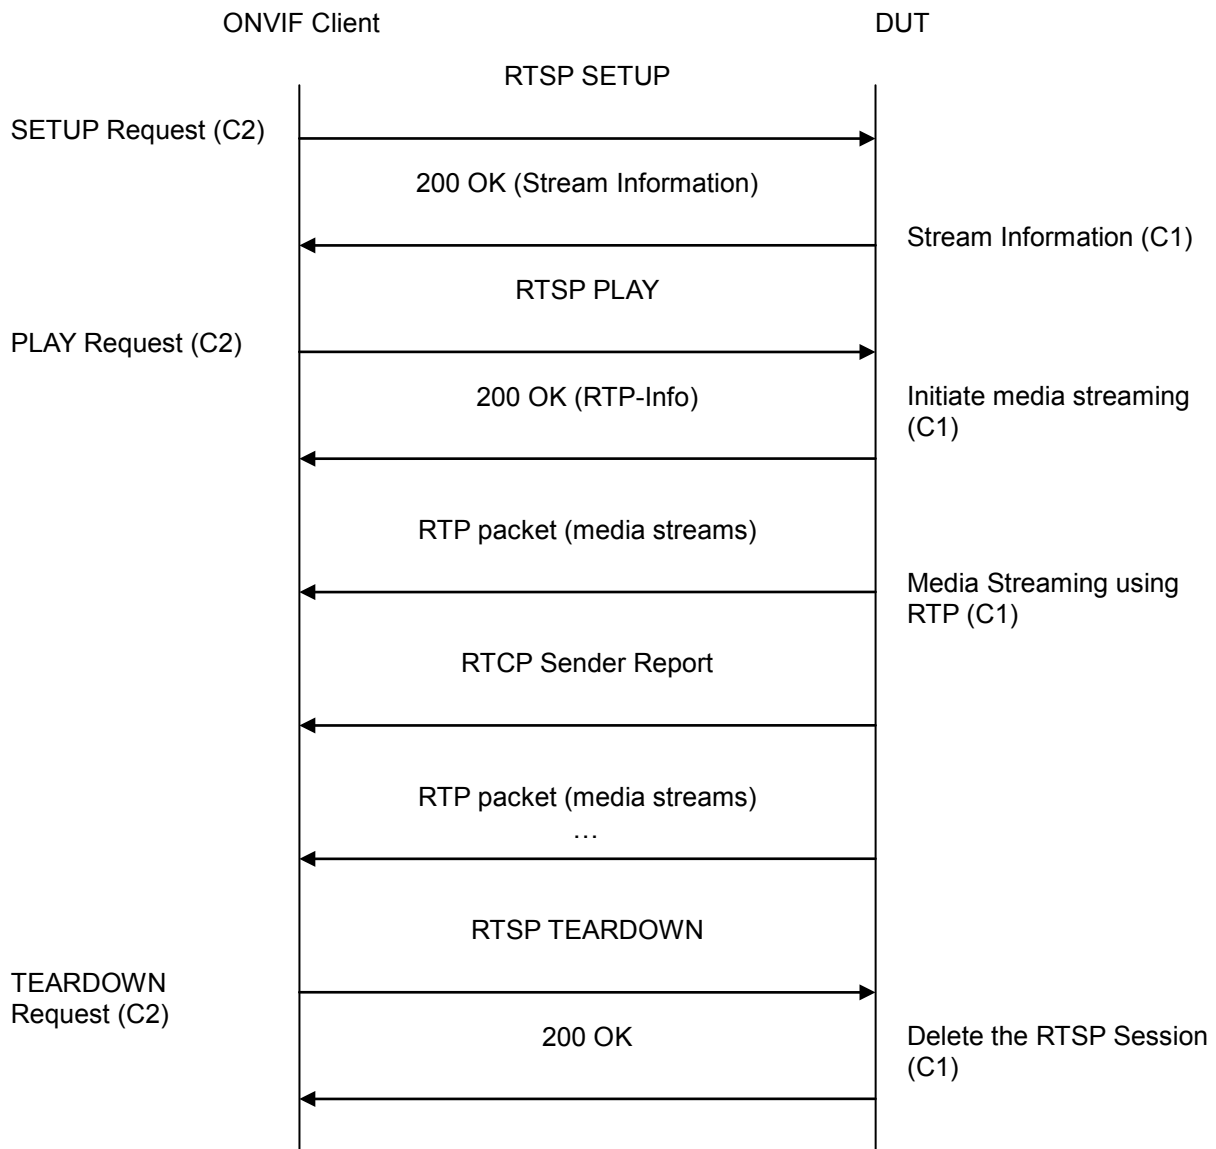 ONVIF Client
DUT
RTSP SETUP
SETUP Request (C2)
200 OK (Stream Information)
Stream Information (C1)
RTSP PLAY
PLAY Request (C2)
200 OK (RTP-Info)
Initiate media streaming
(C1)
RTP packet (media streams)
Media Streaming using
RTP (C1)
RTCP Sender Report
RTP packet (media streams)
…
RTSP TEARDOWN
TEARDOWN
Request (C2)
200 OK
Delete the RTSP Session
(C1)